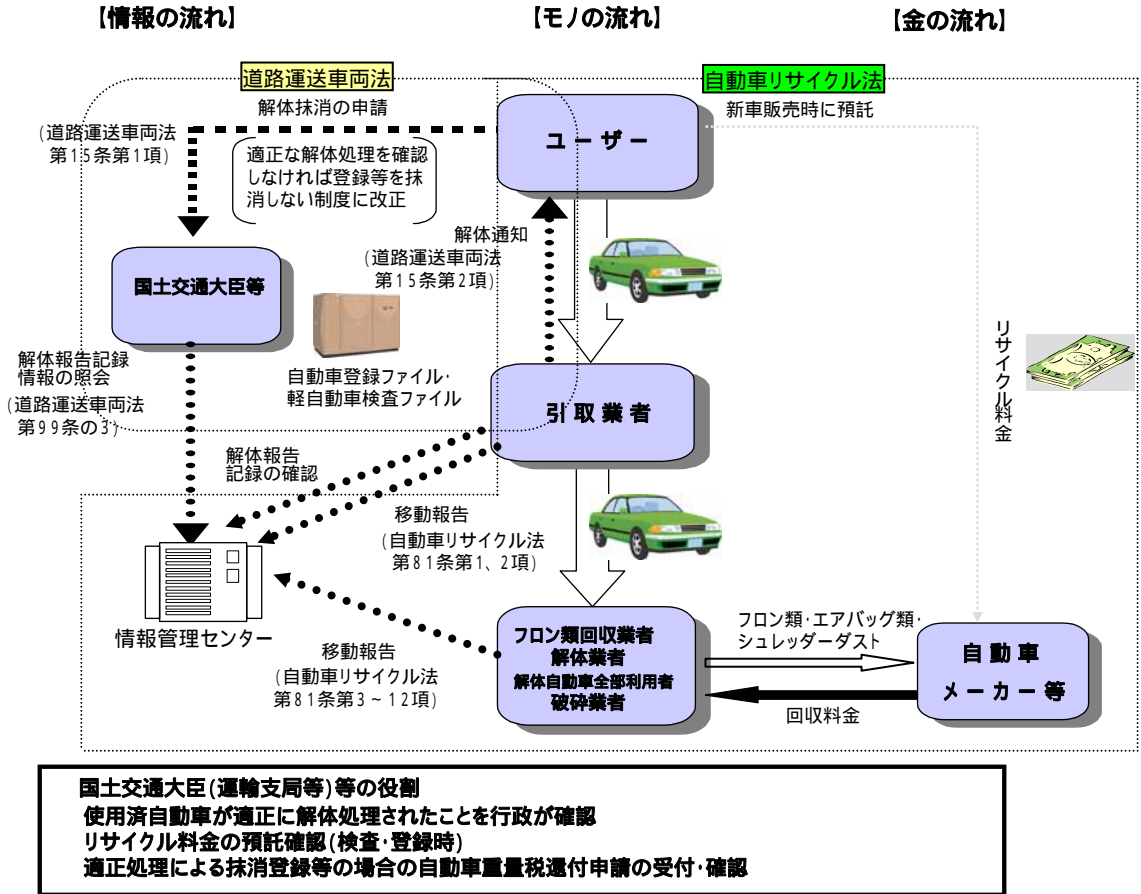 【情報の流れ】
【モノの流れ】
【金の流れ】
道路運送車両法
自動車リサイクル法
解体抹消の申請
(道路運送車両法
第15条第1項)
適正な解体処理を確認
しなければ登録等を抹
消しない制度に改正
ユーザー
新車販売時に預託
解体通知
(道路運送車両法
第15条第2項)
国土交通大臣等
自動車登録ファイル・
軽自動車検査ファイル
解体報告記録
情報の照会
(道路運送車両法
第99条の3)
リサイクル料金
引取業者
解体報告
記録の確認
移動報告
(自動車リサイクル法
第81条第1、2項)
情報管理センター
移動報告
(自動車リサイクル法
第81条第3~12項)
フロン類回収業者
解体業者
解体自動車全部利用者
破砕業者
フロン類・エアバッグ類・
シュレッダーダスト
回収料金
自動車
メーカー等
国土交通大臣(運輸支局等)等の役割
使用済自動車が適正に解体処理されたことを行政が確認
リサイクル料金の預託確認(検査・登録時)
適正処理による抹消登録等の場合の自動車重量税還付申請の受付・確認